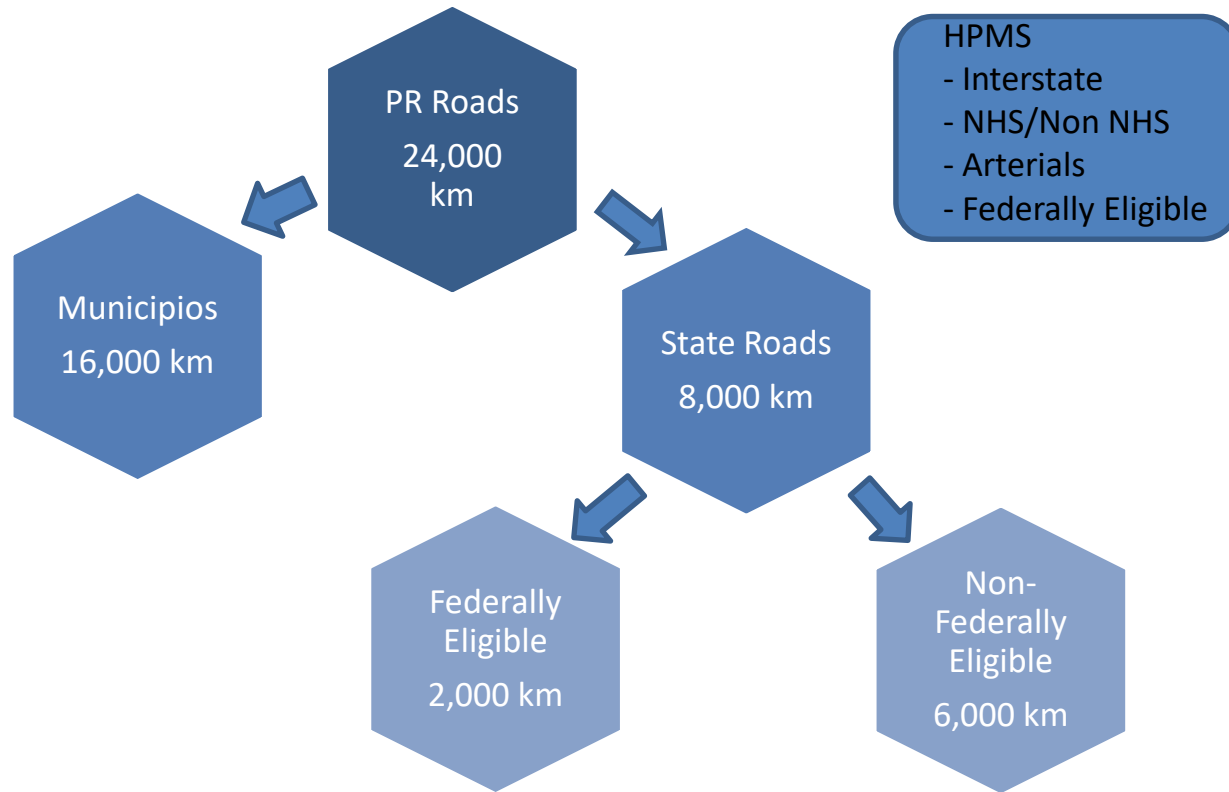 PR Roads
24,000
km
HPMS
- Interstate
- NHS/Non NHS
- Arterials
- Federally Eligible
Municipios
16,000 km
State Roads
8,000 km
Federally
Eligible
2,000 km
Non-
Federally
Eligible
6,000 km